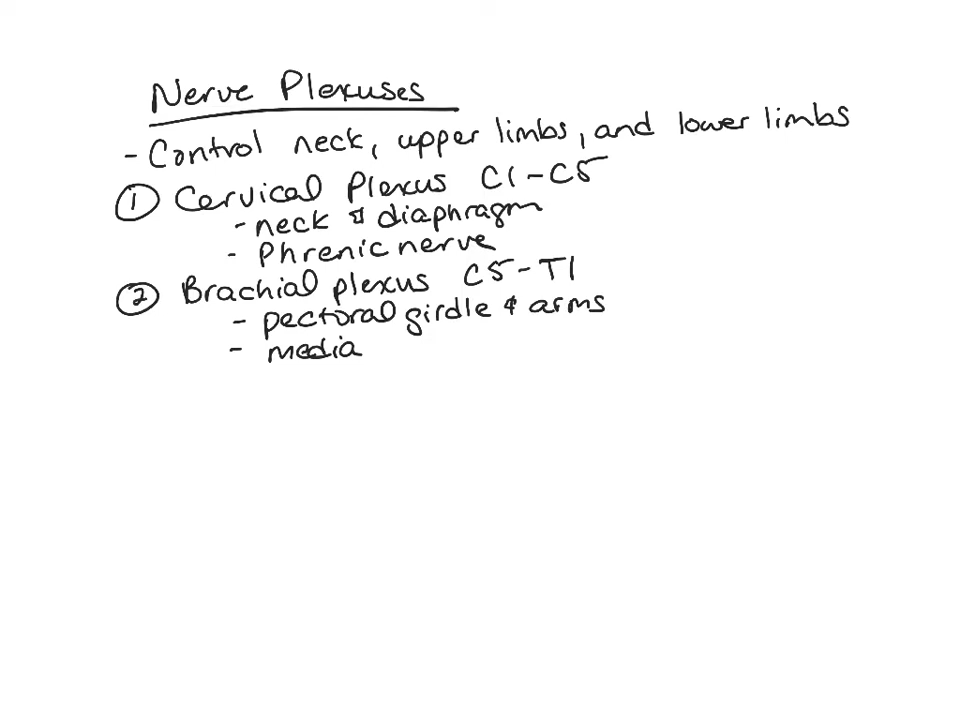 Nerve Plexuses
- Control neck, upper limbs, and lower limbs
① Cervical Plexus C1-C5
- neck & diaphragm
- Phrenic nerve
② Brachial plexus C5-T1
- pectoral girdle & arms
- media